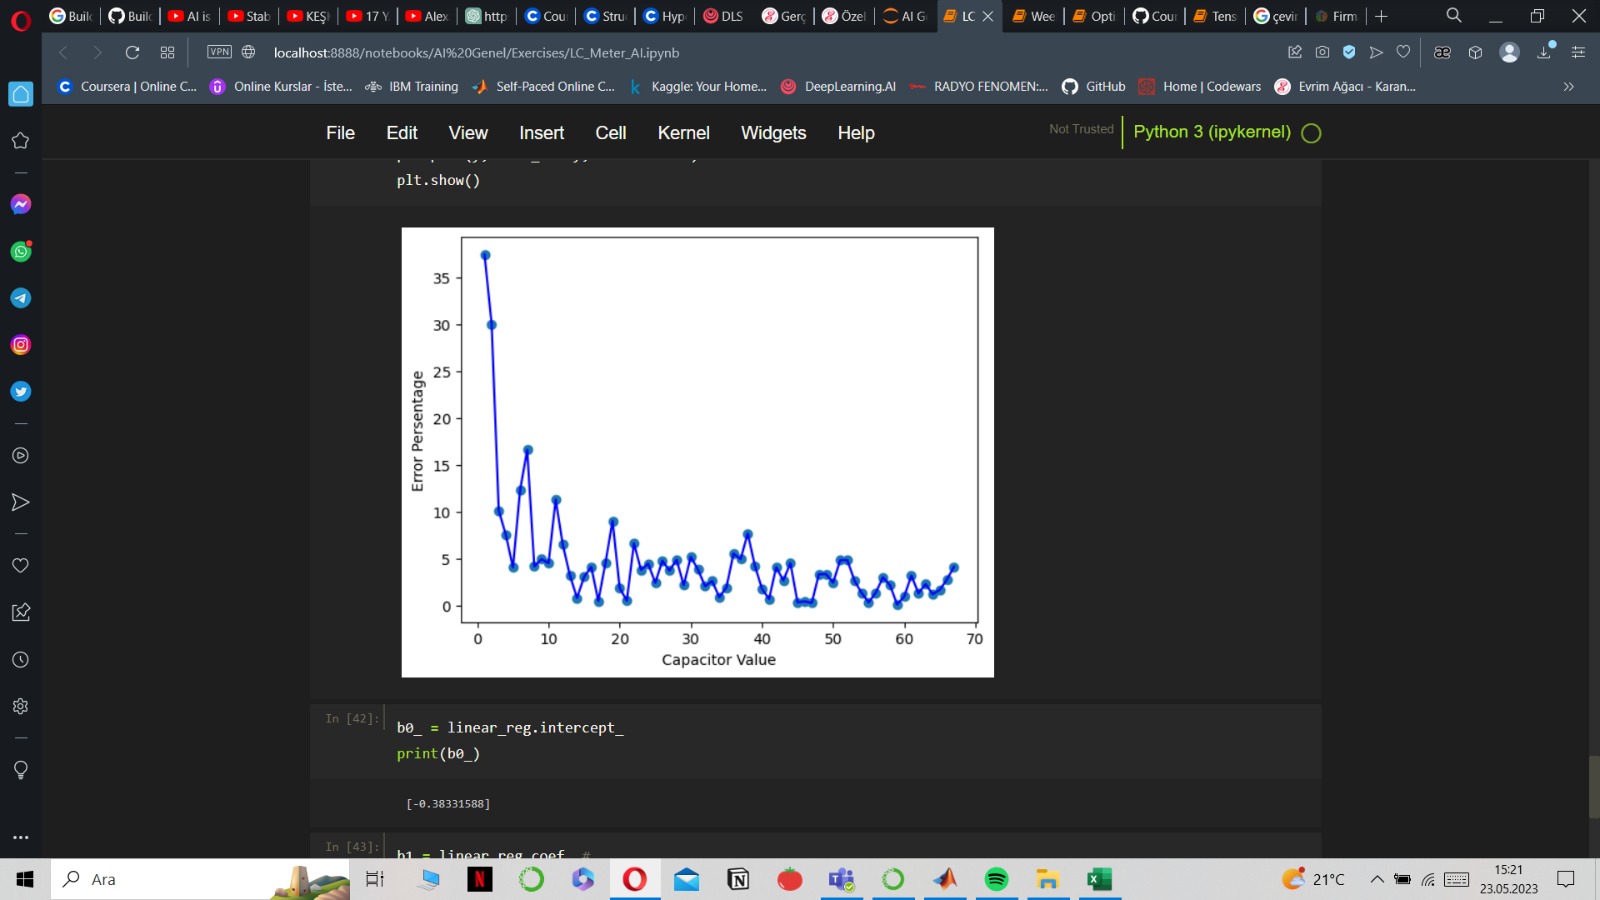 Buil
Buil
AI is
Stab
KEŞİ
17 Y
Alex
http
Cou
Stru
Hyp
DLS
Gerç
Özel
AI G
LC
Wee
Opti
Cour
Tens
çevir
Firm
VPN
localhost:8888/notebooks/AI%20Genel/Exercises/LC_Meter_AI.ipynb
Coursera | Online C...
Online Kurslar - İste...
IBM Training
Self-Paced Online C...
Kaggle: Your Home...
DeepLearning.AI
RADYO FENOMEN:...
GitHub
Home | Codewars
Evrim Ağacı - Karan...
File Edit View Insert Cell Kernel Widgets Help
Not Trusted
Python 3 (ipykernel)
plt.show()
Error Persentage
35
30
25
20
15
10
5
0
0 10 20 30 40 50 60 70
Capacitor Value
In [42]:
b0_ = linear_reg.intercept_
print(b0_)
[-0.38331588]
In [43]:
b1 = linear_reg.coef_ #
Ara
21°C
15:21
23.05.2023